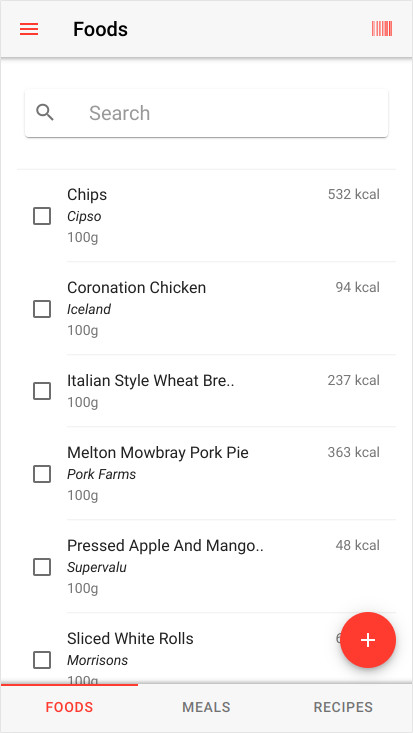 Foods
Search
Chips 532 kcal
Cipso
100g
Coronation Chicken 94 kcal
Iceland
100g
Italian Style Wheat Bre.. 237 kcal
100g
Melton Mowbray Pork Pie 363 kcal
Pork Farms
100g
Pressed Apple And Mango.. 48 kcal
Supervalu
100g
Sliced White Rolls
Morrisons
100g
FOODS MEALS RECIPES